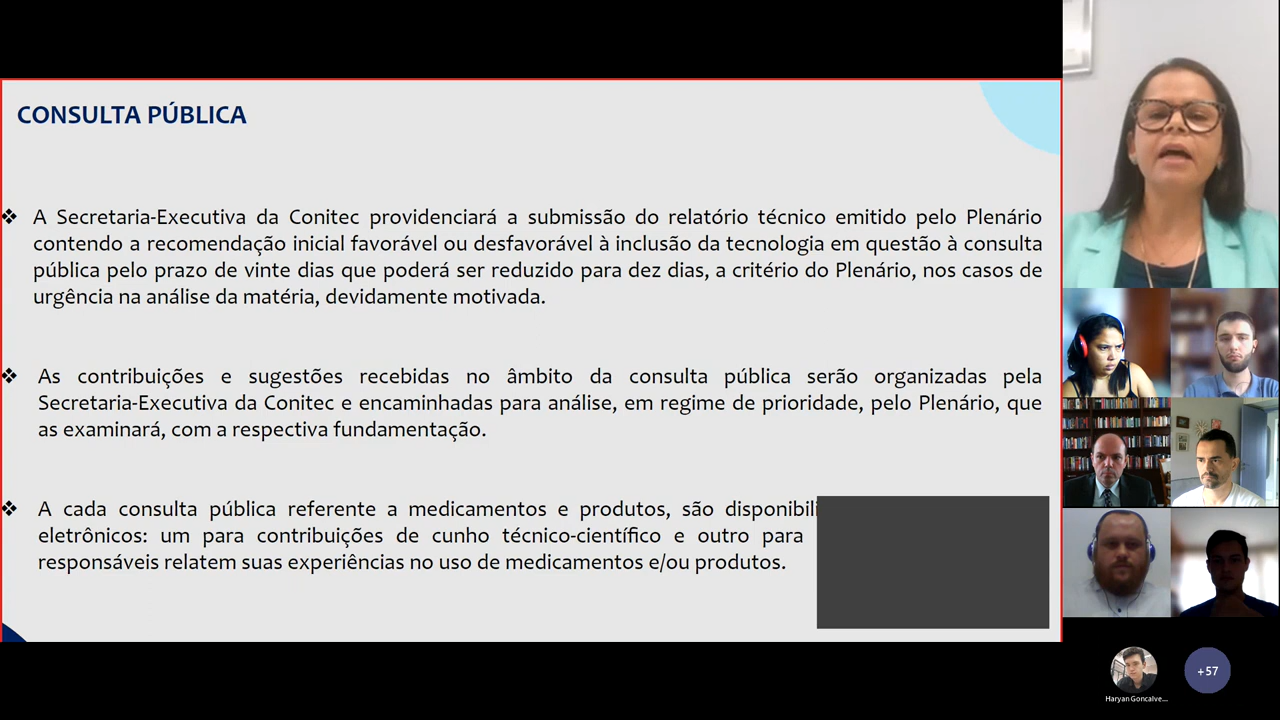 CONSULTA PÚBLICA
❖ A Secretaria-Executiva da Conitec providenciará a submissão do relatório técnico emitido pelo Plenário
contendo a recomendação inicial favorável ou desfavorável à inclusão da tecnologia em questão à consulta
pública pelo prazo de vinte dias que poderá ser reduzido para dez dias, a critério do Plenário, nos casos de
urgência na análise da matéria, devidamente motivada.
❖ As contribuições e sugestões recebidas no âmbito da consulta pública serão organizadas pela
Secretaria-Executiva da Conitec e encaminhadas para análise, em regime de prioridade, pelo Plenário, que
as examinará, com a respectiva fundamentação.
❖ A cada consulta pública referente a medicamentos e produtos, são disponibili
eletrônicos: um para contribuições de cunho técnico-científico e outro para
responsáveis relatem suas experiências no uso de medicamentos e/ou produtos.
Haryan Goncalve...
+57